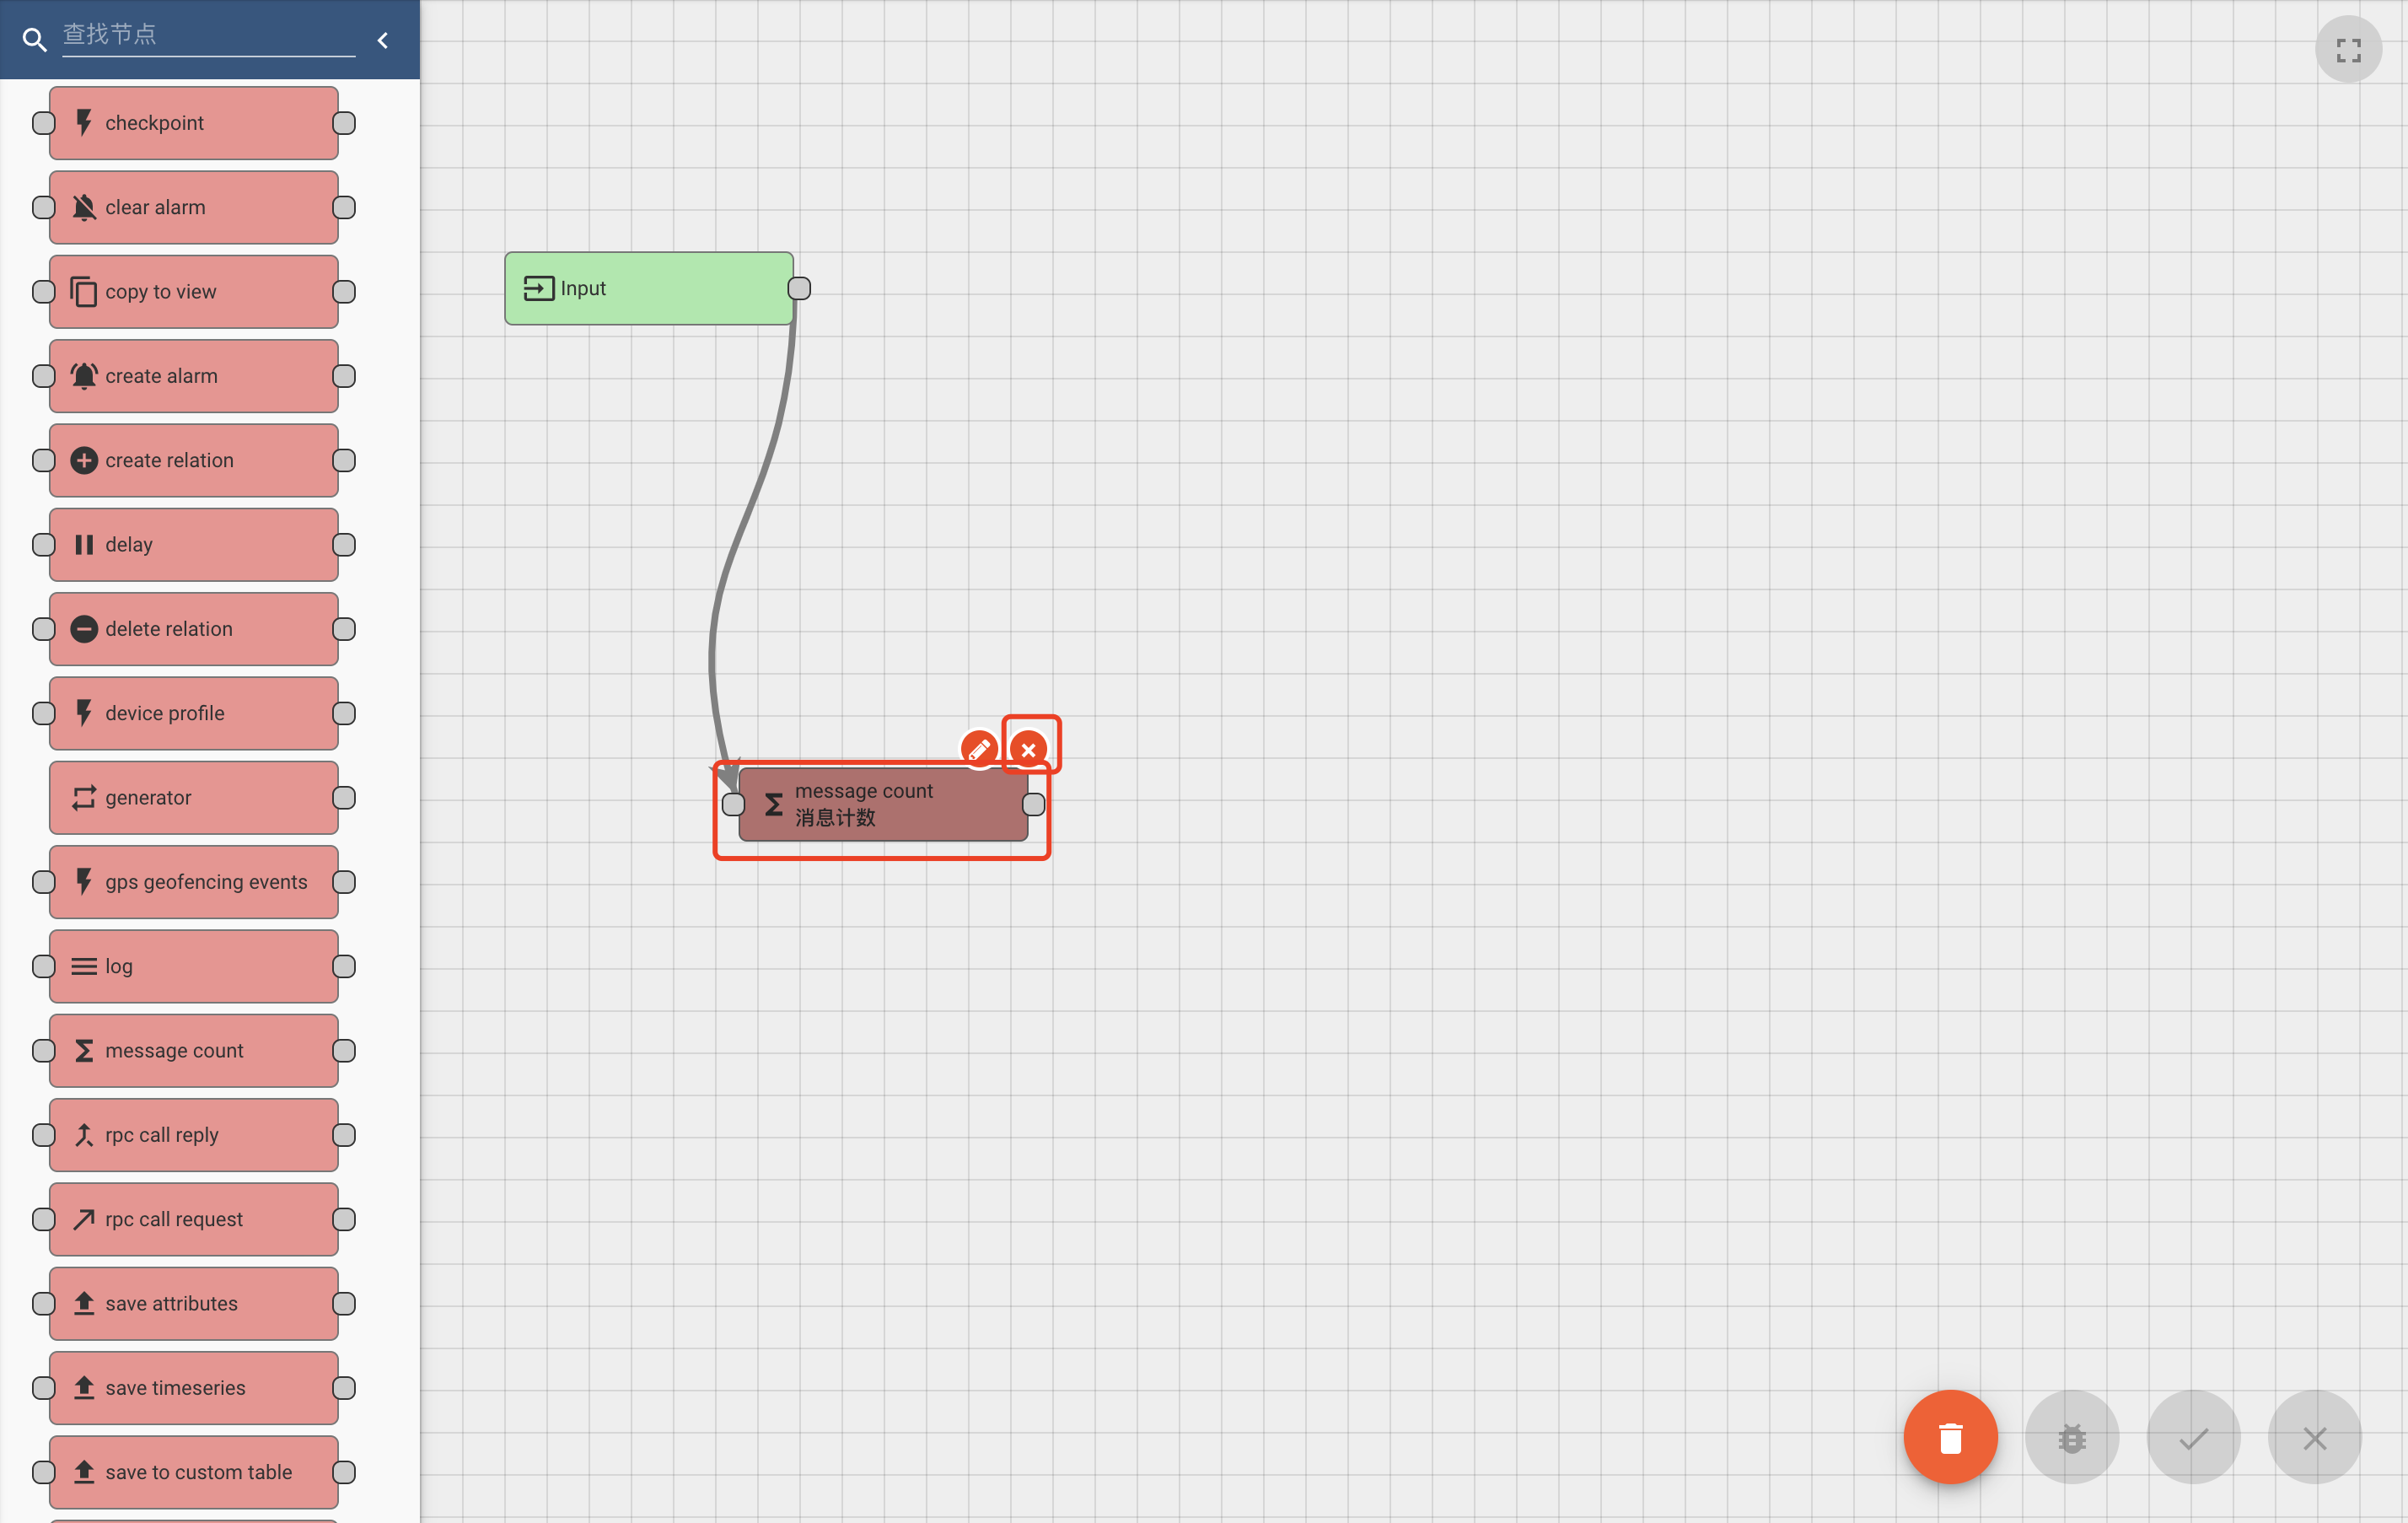 查找节点
checkpoint
clear alarm
copy to view
create alarm
create relation
delay
delete relation
device profile
generator
gps geofencing events
log
message count
rpc call reply
rpc call request
save attributes
save timeseries
save to custom table
Input
message count
消息计数